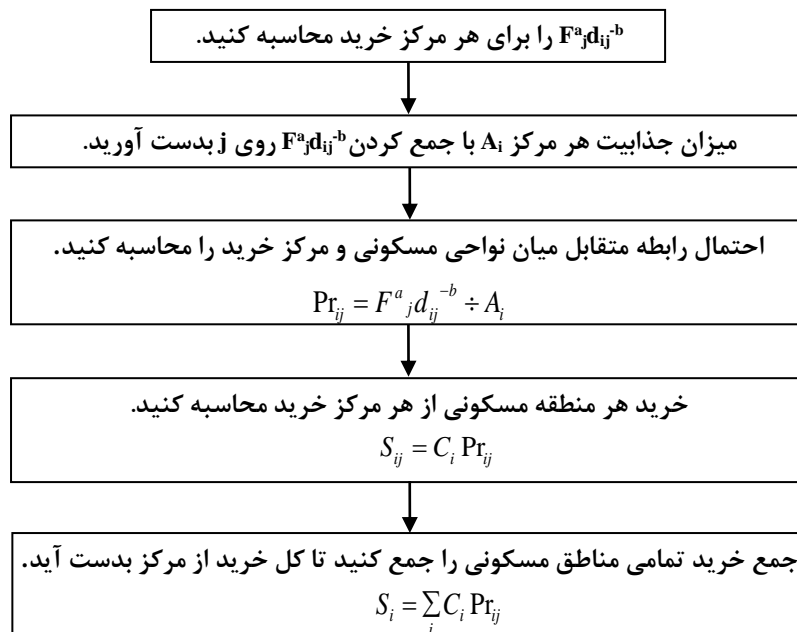 F^a_j d_ij^-b را برای هر مرکز خرید محاسبه کنید.
میزان جذابیت هر مرکز A_i با جمع کردن F^a_j d_ij^-b روی j بدست آورید.
احتمال رابطه متقابل میان نواحی مسکونی و مرکز خرید را محاسبه کنید.
Pr_ij = F^a_j d_ij^-b ÷ A_i
خرید هر منطقه مسکونی از هر مرکز خرید محاسبه کنید.
S_ij = C_i Pr_ij
جمع خرید تمامی مناطق مسکونی را جمع کنید تا کل خرید از مرکز بدست آید.
S_i = ∑_i C_i Pr_ij